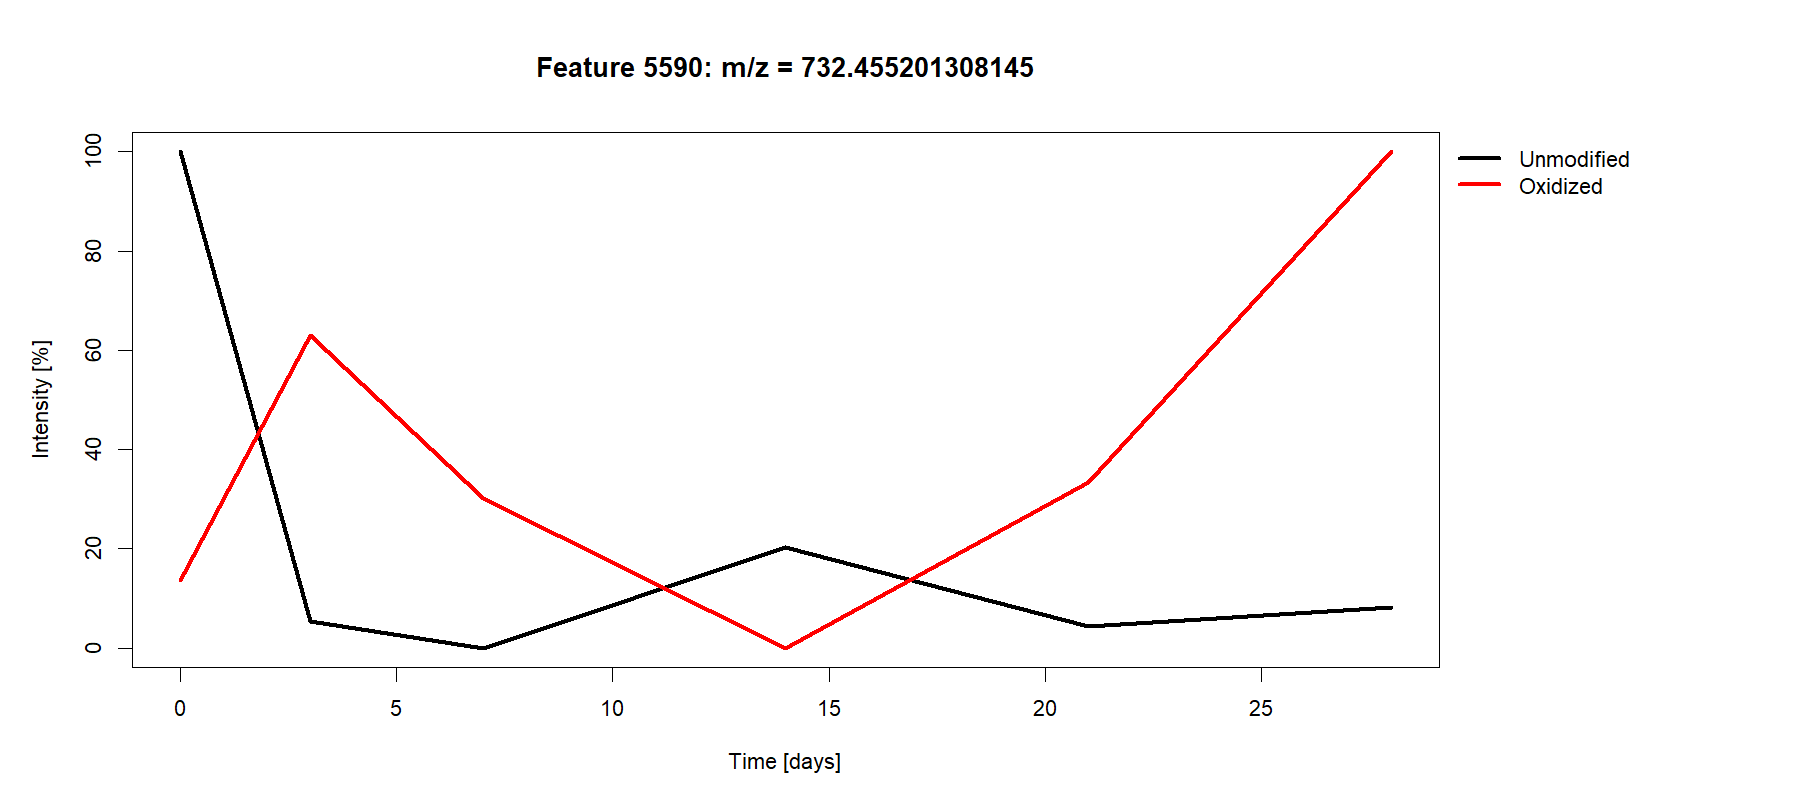 Feature 5590: m/z = 732.455201308145
Unmodified
Oxidized
Intensity [%]
100
80
60
40
20
0
0 5 10 15 20 25
Time [days]